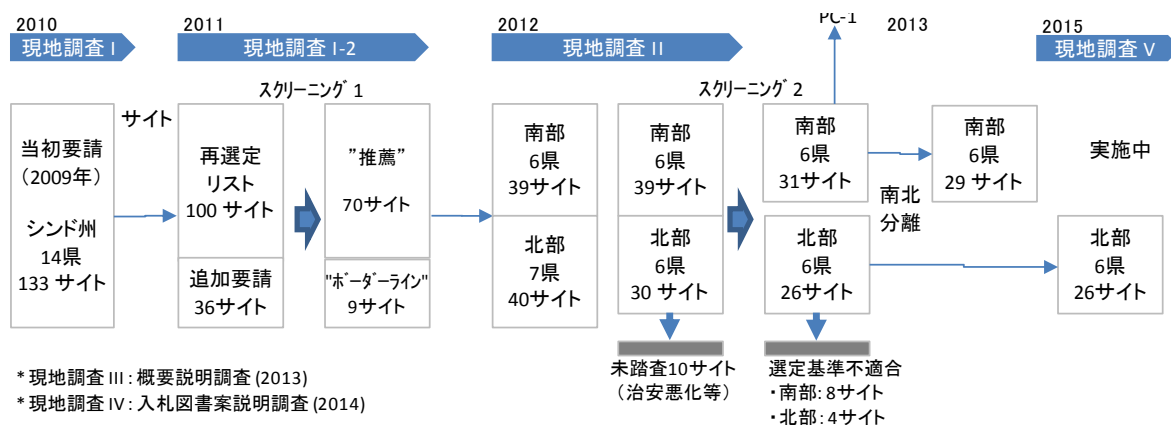 2010
現地調査 I
2011
現地調査 I-2
2012
現地調査 II
PC-1
2013
2015
現地調査 V
スクリーニング 1
スクリーニング 2
当初要請
（2009年）
シンド州
14県
133 サイト
サイト
再選定
リスト
100 サイト
追加要請
36サイト
”推薦”
70サイト
"ボーダーライン"
9サイト
南部
6県
39サイト
北部
7県
40サイト
南部
6県
39サイト
北部
6県
30 サイト
未踏査10サイト
（治安悪化等）
南部
6県
31サイト
北部
6県
26サイト
選定基準不適合
・南部: 8サイト
・北部: 4サイト
南北
分離
南部
6県
29 サイト
実施中
北部
6県
26サイト
* 現地調査 III : 概要説明調査 (2013)
* 現地調査 IV : 入札図書案説明調査 (2014)